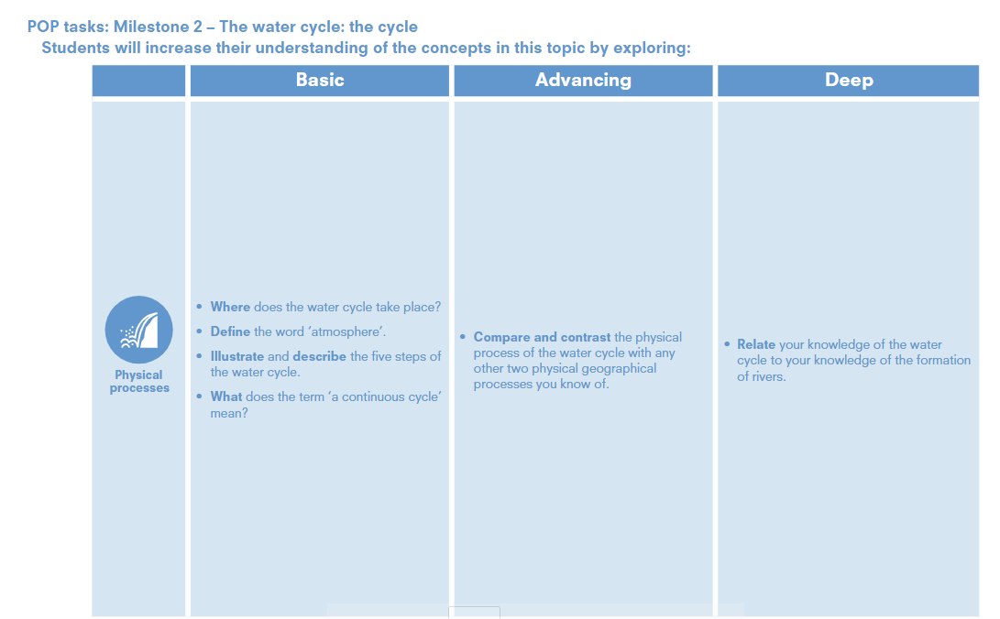 POP tasks: Milestone 2 – The water cycle: the cycle
Students will increase their understanding of the concepts in this topic by exploring:
Basic
Advancing
Deep
Physical
processes
• Where does the water cycle take place?
• Define the word ‘atmosphere’.
• Illustrate and describe the five steps of
the water cycle.
• What does the term ‘a continuous cycle’
mean?
• Compare and contrast the physical
process of the water cycle with any
other two physical geographical
processes you know of.
• Relate your knowledge of the water
cycle to your knowledge of the formation
of rivers.